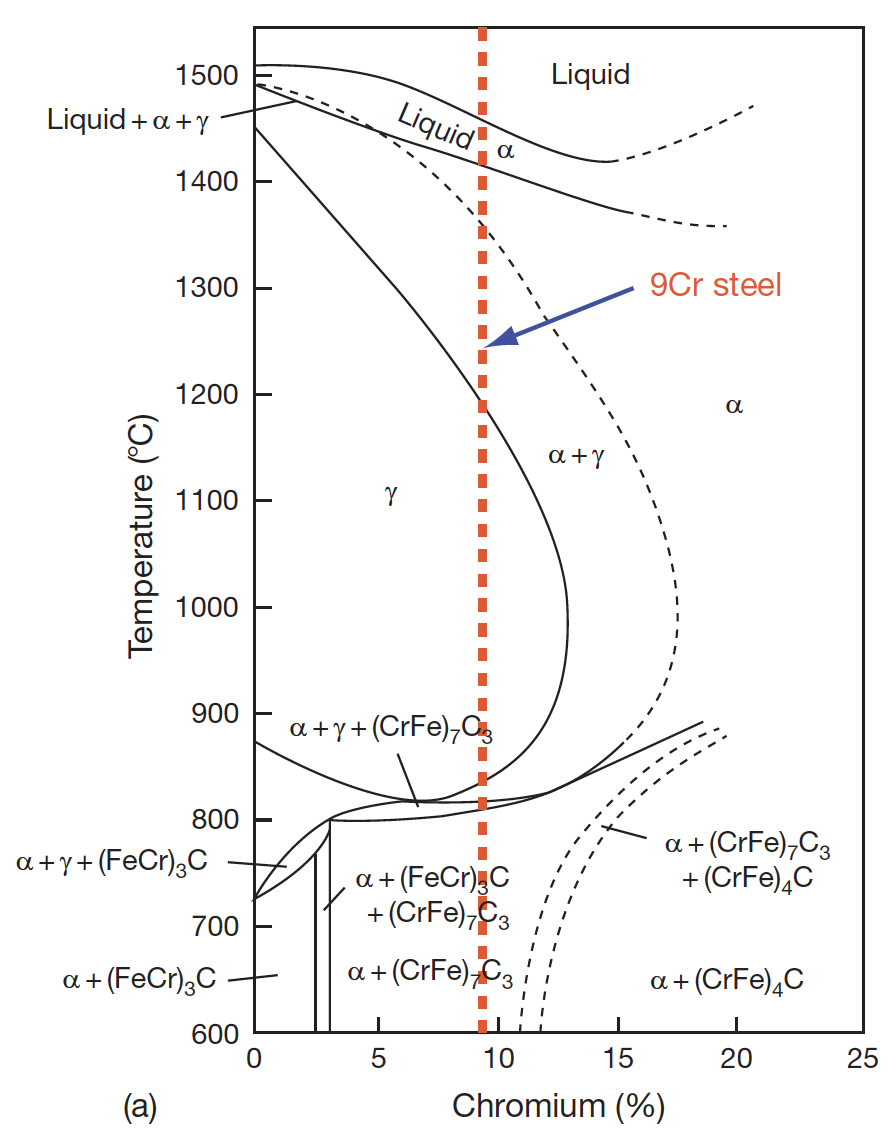 Liquid
1500
Liquid + α + γ
Liquid
α
1400
1300
9Cr steel
1200
α
α + γ
1100
γ
Temperature (°C)
1000
900
α + γ + (CrFe)₇C₃
800
α + γ + (FeCr)₃C
α + (CrFe)₇C₃
+ (CrFe)₄C
α + (FeCr)₃C
+ (CrFe)₇C₃
700
α + (FeCr)₃C
α + (CrFe)₇C₃
α + (CrFe)₄C
600
0 5 10 15 20 25
(a)
Chromium (%)